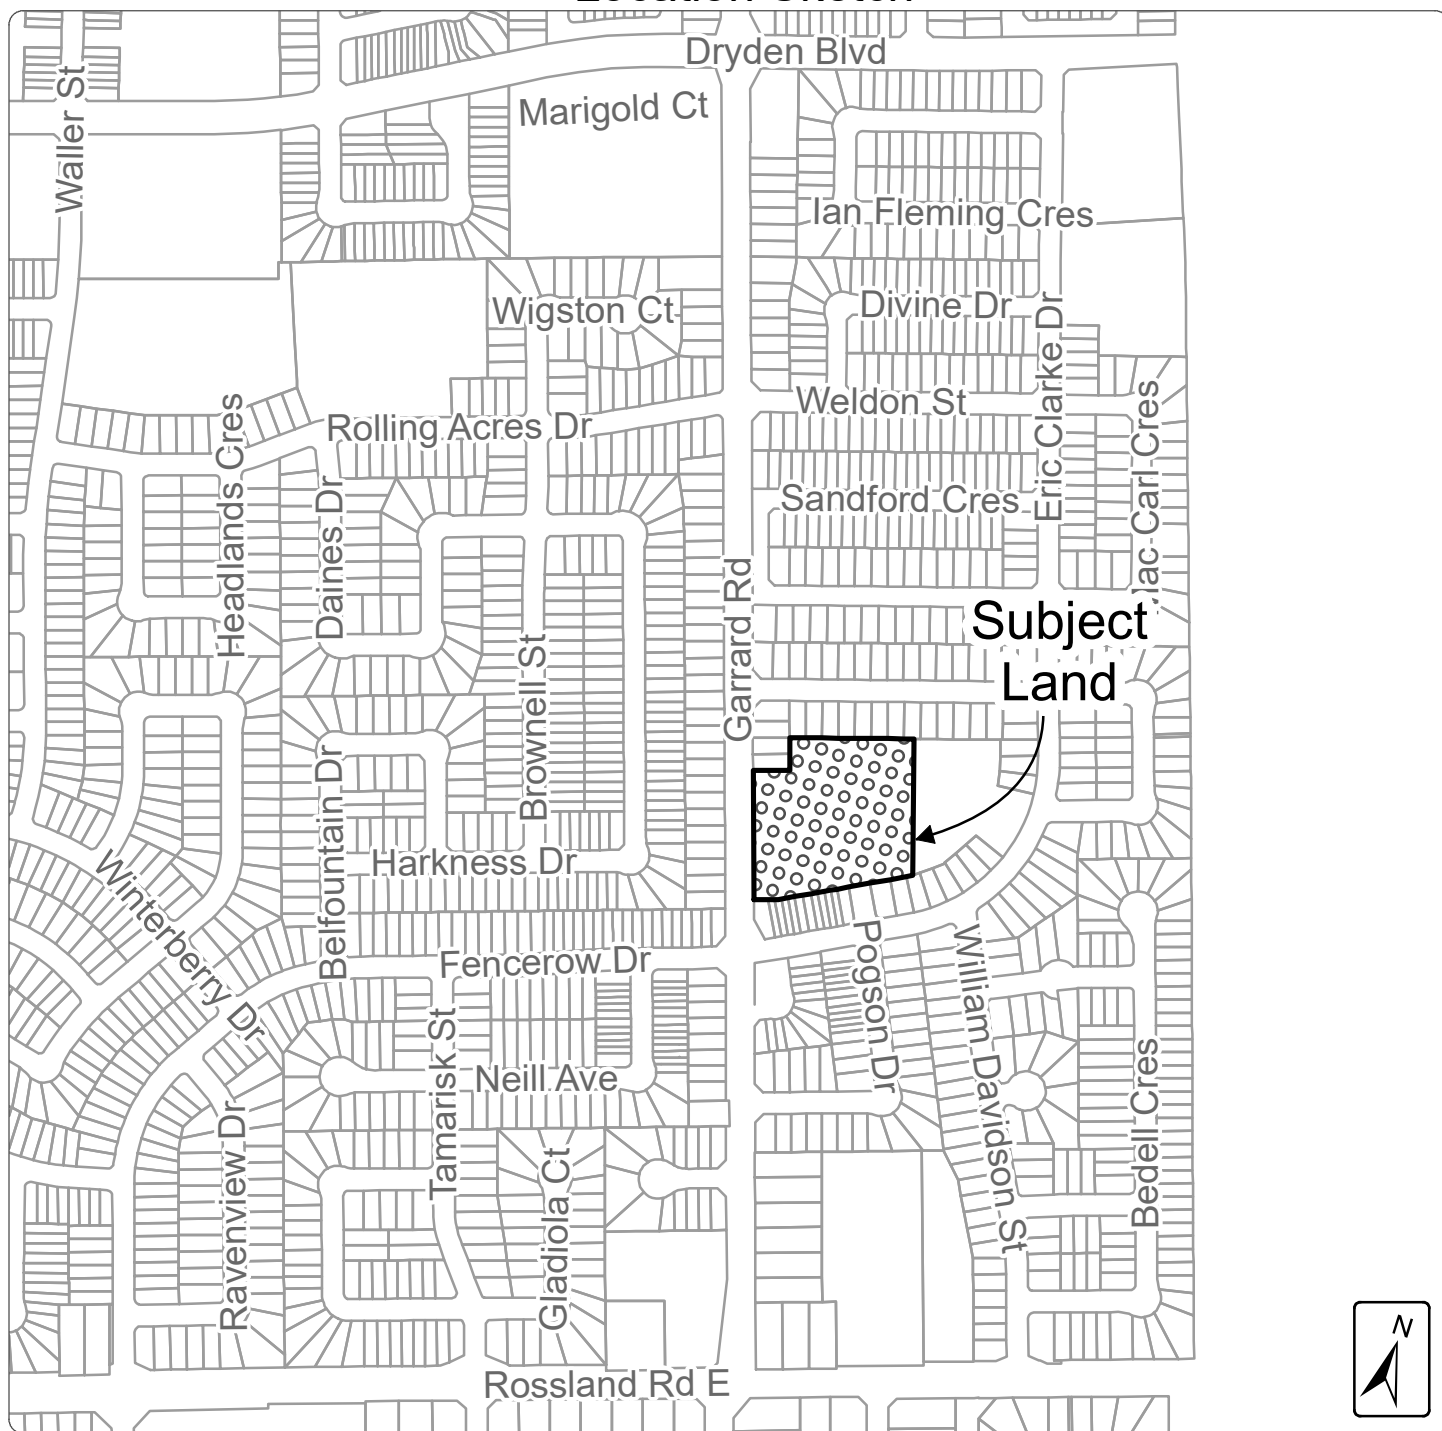 Dryden Blvd
Marigold Ct
Waller St
Ian Fleming Cres
Wigston Ct
Divine Dr
Eric Clarke Dr
Weldon St
Rolling Acres Dr
Headlands Cres
Daines Dr
Sandford Cres
Mac Carl Cres
Garrard Rd
Subject
Land
Brownell St
Belfountain Dr
Harkness Dr
Winterberry Dr
Fencerow Dr
Pogson Dr
William Davidson St
Tamarisk St
Neill Ave
Bedell Cres
Ravenview Dr
Gladiola Ct
Rossland Rd E
N